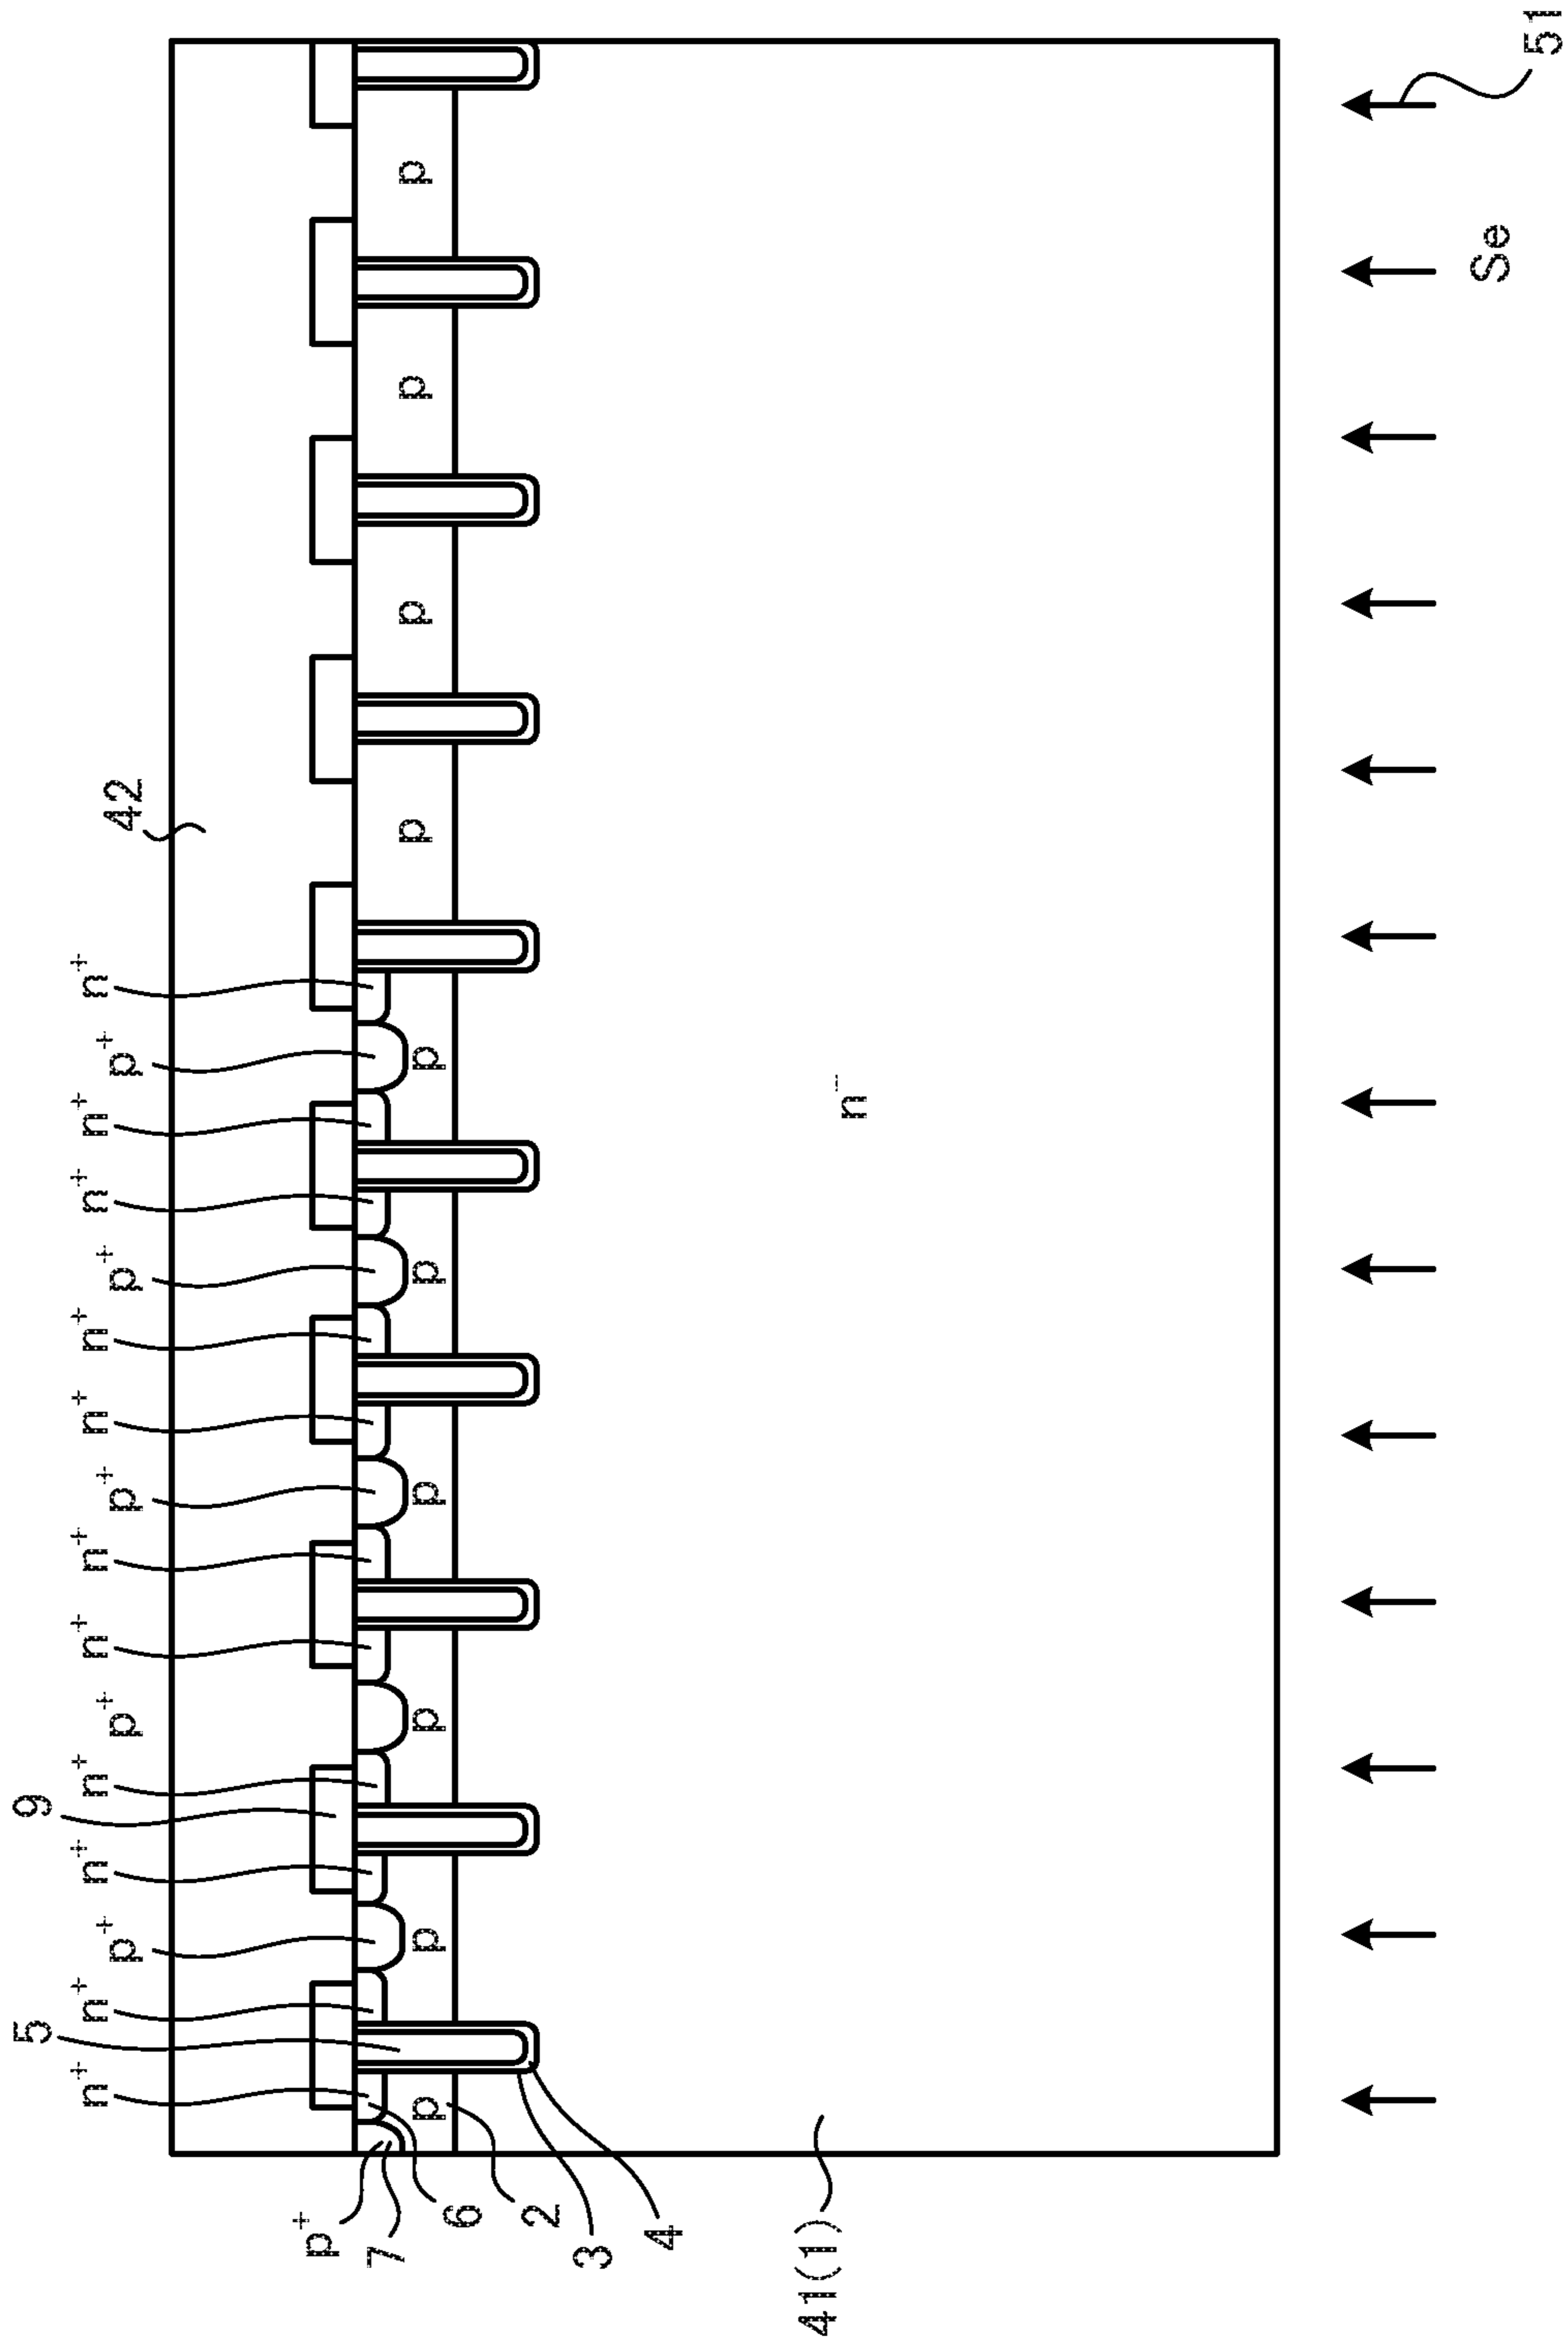 5 9
n⁺ n⁺ n⁺ n⁺ n⁺ n⁺ n⁺ n⁺ n⁺ n⁺ n⁺
p⁺ p⁺ p⁺ p⁺ p⁺ 42
p⁺
7
p p p p p p p p p p
6
2
3
4
41(1)
n⁻
Se
51